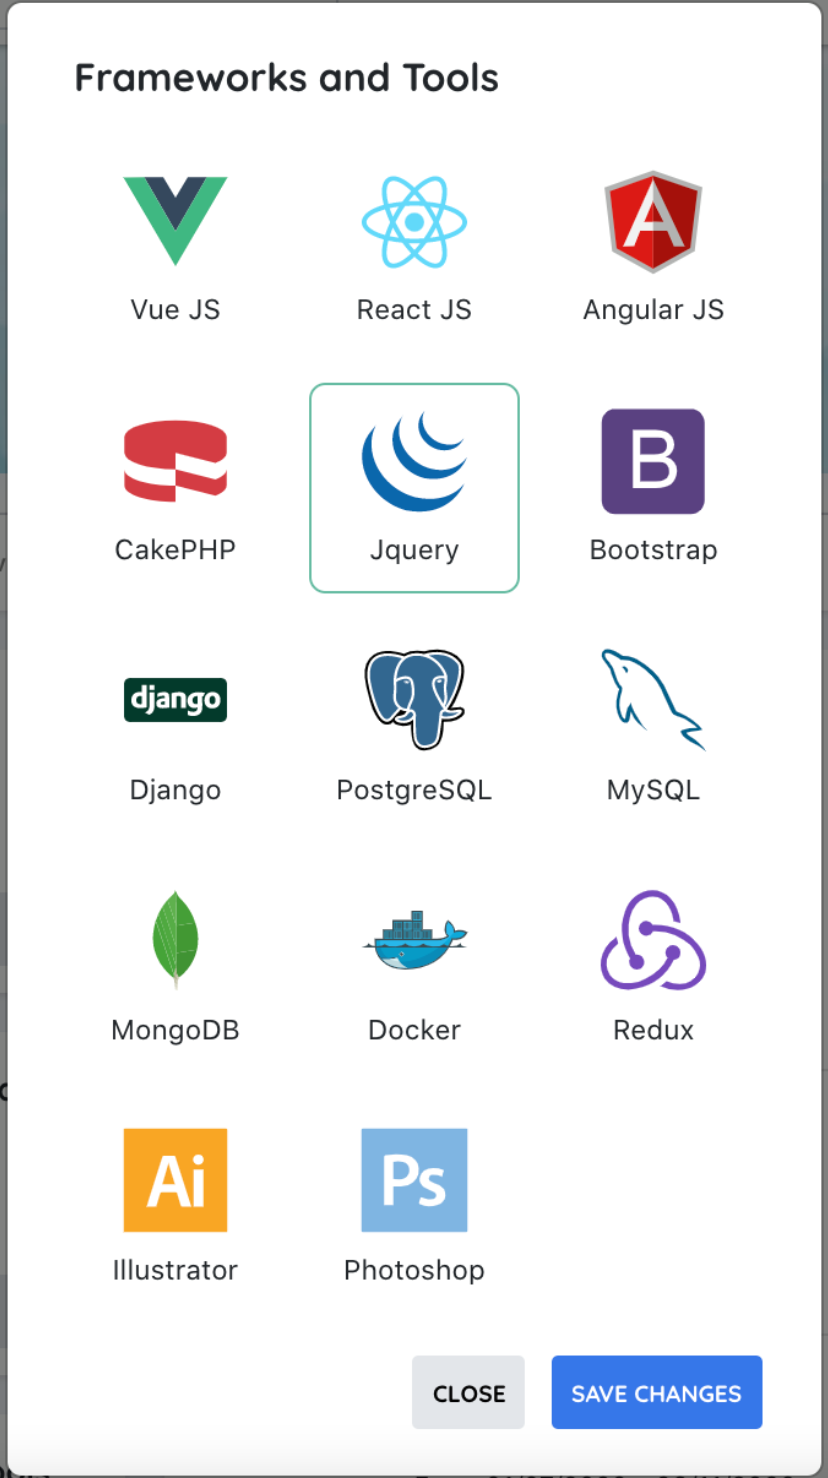 Frameworks and Tools
Vue JS
React JS
Angular JS
CakePHP
Jquery
B
Bootstrap
django
Django
PostgreSQL
MySQL
MongoDB
Docker
Redux
Ai
Ps
Illustrator
Photoshop
CLOSE
SAVE CHANGES